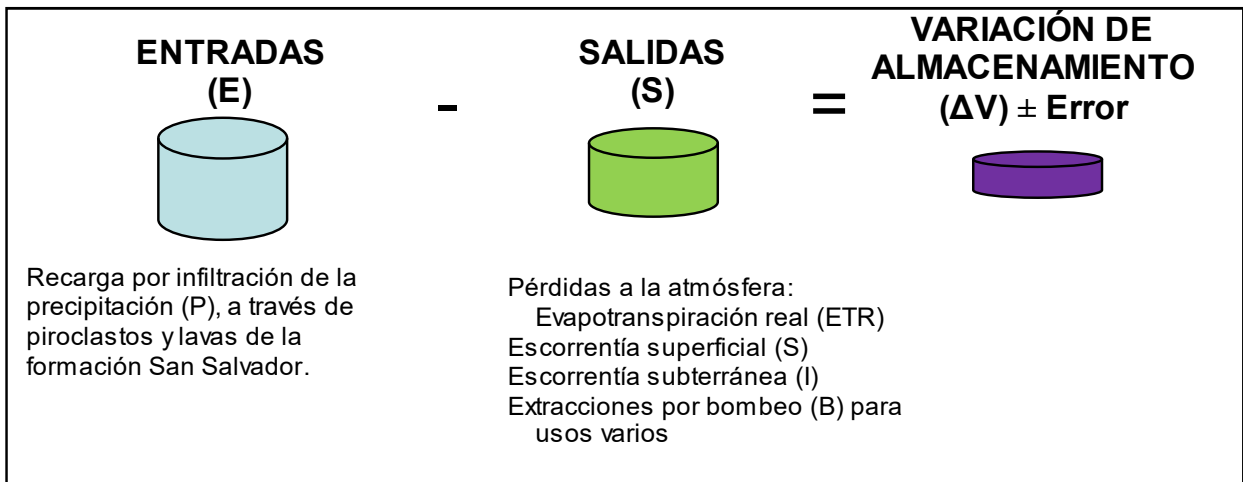 ENTRADAS
(E)
-
SALIDAS
(S)
=
VARIACIÓN DE
ALMACENAMIENTO
(ΔV) ± Error
Recarga por infiltración de la
precipitación (P), a través de
piroclastos y lavas de la
formación San Salvador.
Pérdidas a la atmósfera:
Evapotranspiración real (ETR)
Escorrentía superficial (S)
Escorrentía subterránea (I)
Extracciones por bombeo (B) para
usos varios